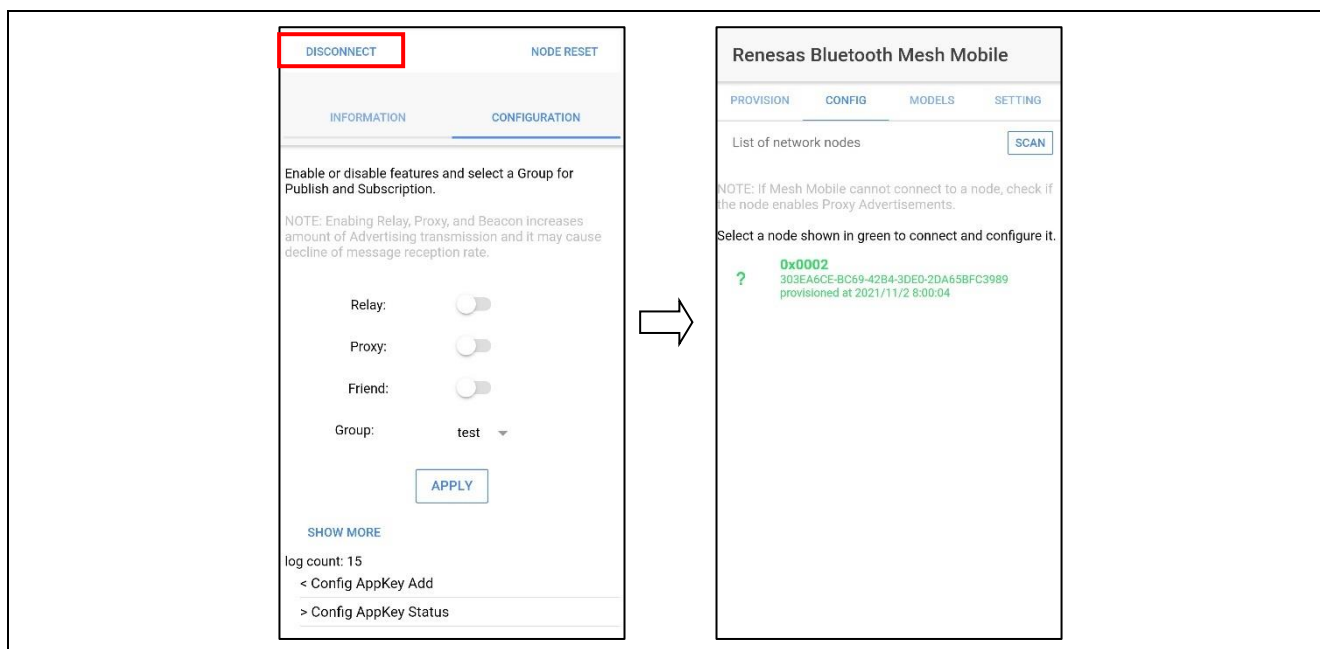 DISCONNECT NODE RESET
INFORMATION CONFIGURATION
Enable or disable features and select a Group for
Publish and Subscription.
NOTE: Enabing Relay, Proxy, and Beacon increases
amount of Advertising transmission and it may cause
decline of message reception rate.
Relay:
Proxy:
Friend:
Group: test
APPLY
SHOW MORE
log count: 15
< Config AppKey Add
> Config AppKey Status
Renesas Bluetooth Mesh Mobile
PROVISION CONFIG MODELS SETTING
List of network nodes SCAN
NOTE: If Mesh Mobile cannot connect to a node, check if
the node enables Proxy Advertisements.
Select a node shown in green to connect and configure it.
? 0x0002
303EA6CE-BC69-42B4-3DE0-2DA65BFC3989
provisioned at 2021/11/2 8:00:04